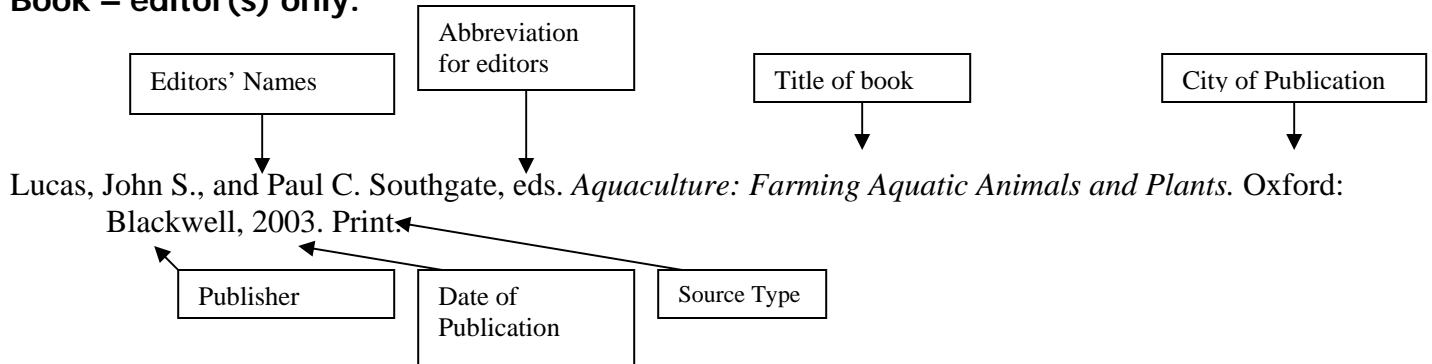 Book – editor(s) only:
Abbreviation
for editors
Editors' Names
Title of book
City of Publication
Lucas, John S., and Paul C. Southgate, eds. Aquaculture: Farming Aquatic Animals and Plants. Oxford:
Blackwell, 2003. Print.
Publisher
Date of
Publication
Source Type